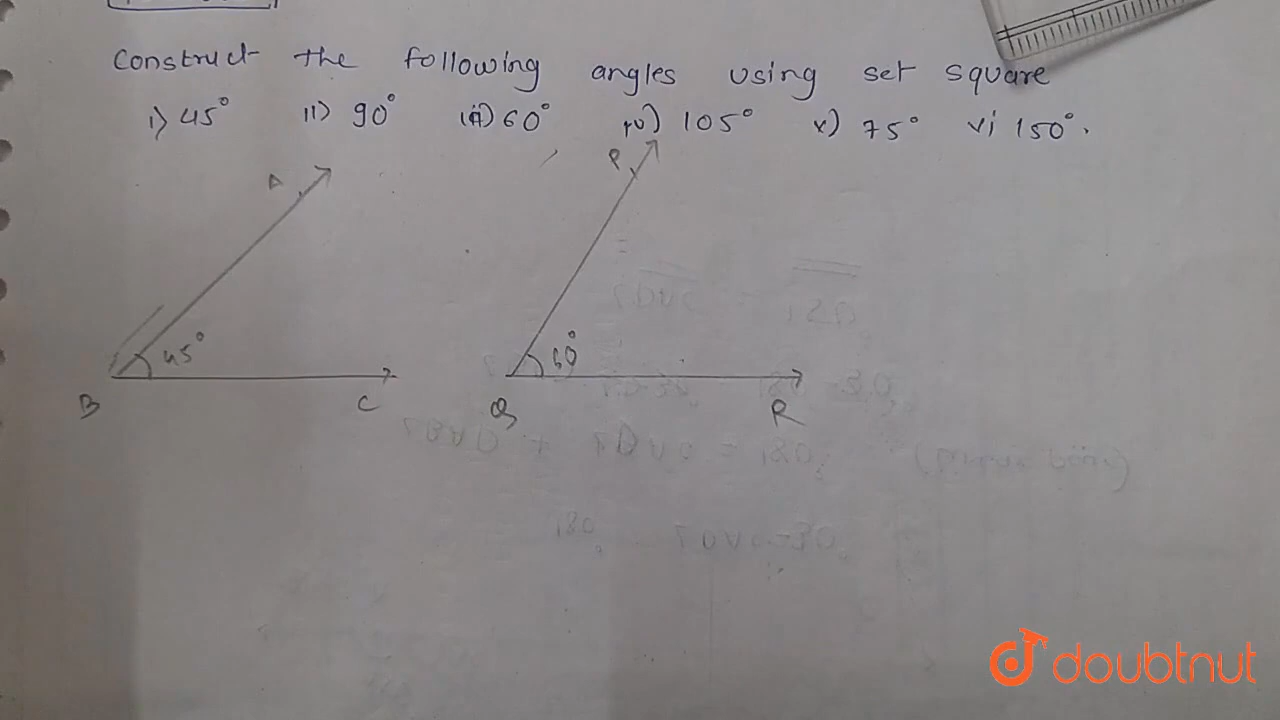 construct the following angles using set square
i) 45° ii) 90° (iii) 60° iv) 105° v) 75° vi 150°.
A
P
45°
60°
B
C
Q
R
doubtnut